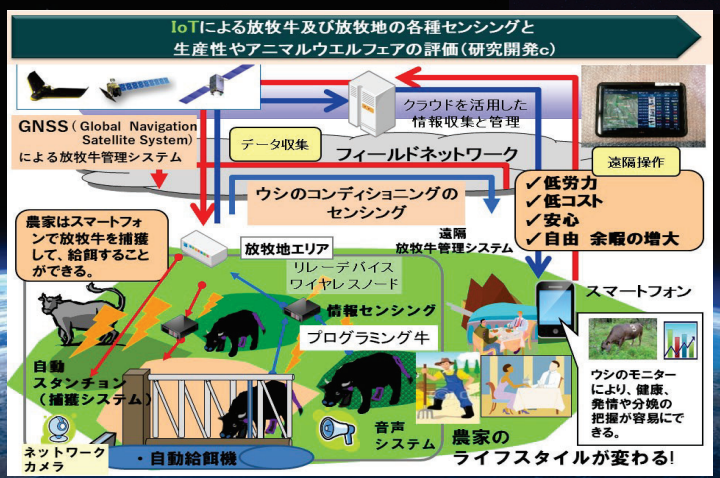 IoTによる放牧牛及び放牧地の各種センシングと
生産性やアニマルウエルフェアの評価（研究開発c）
GNSS（Global Navigation
Satellite System）
による放牧牛管理システム
データ収集
クラウドを活用した
情報収集と管理
フィールドネットワーク
遠隔操作
✓低労力
✓低コスト
✓安心
✓自由 余暇の増大
ウシのコンディショニングの
センシング
農家はスマートフォ
ンで放牧牛を捕獲
して、給餌すること
ができる。
放牧地エリア
遠隔
放牧牛管理システム
リレーデバイス
ワイヤレスノード
情報センシング
プログラミング牛
スマートフォン
自動
スタンチョン
（捕獲システム）
ウシのモニター
により、健康、
発情や分娩の
把握が容易にで
きる。
音声
システム
ネットワーク
カメラ
・自動給餌機
農家の
ライフスタイルが変わる!